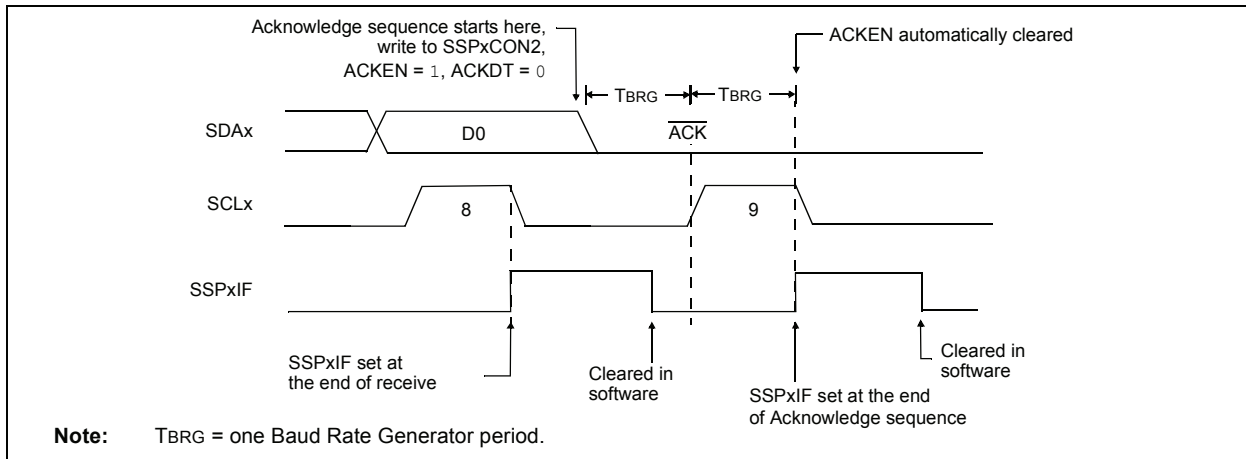 Acknowledge sequence starts here,
write to SSPxCON2,
ACKEN = 1, ACKDT = 0
ACKEN automatically cleared
TBRG
TBRG
SDAx
D0
ACK
SCLx
8
9
SSPxIF
SSPxIF set at
the end of receive
Cleared in
software
SSPxIF set at the end
of Acknowledge sequence
Cleared in
software
Note: TBRG = one Baud Rate Generator period.